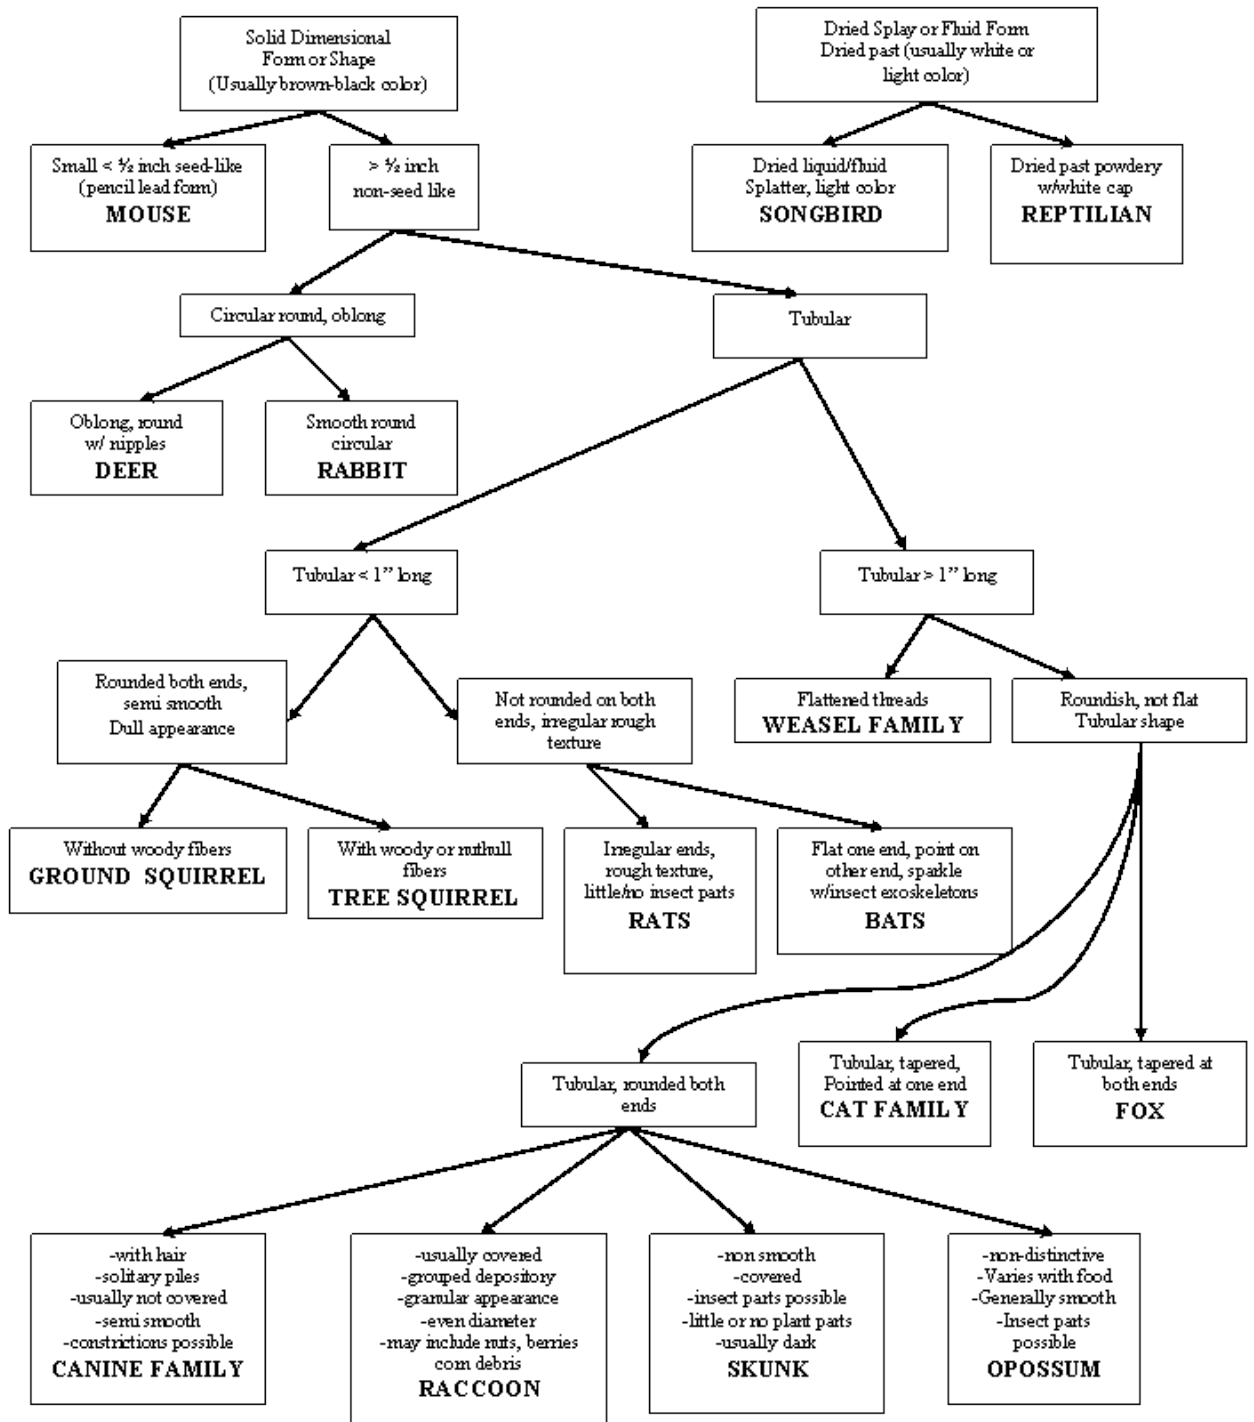 Solid Dimensional
Form or Shape
(Usually brown-black color)
Dried Splay or Fluid Form
Dried past (usually white or
light color)
Small < ½ inch seed-like
(pencil lead form)
MOUSE
> ½ inch
non-seed like
Dried liquid/fluid
Splatter, light color
SONGBIRD
Dried past powdery
w/white cap
REPTILIAN
Circular round, oblong
Tubular
Oblong, round
w/ nipples
DEER
Smooth round
circular
RABBIT
Tubular < 1” long
Tubular > 1” long
Rounded both ends,
semi smooth
Dull appearance
Not rounded on both
ends, irregular rough
texture
Flattened threads
WEASEL FAMILY
Roundish, not flat
Tubular shape
Without woody fibers
GROUND SQUIRREL
With woody or nuthull
fibers
TREE SQUIRREL
Irregular ends,
rough texture,
little/no insect parts
RATS
Flat one end, point on
other end, sparkle
w/insect exoskeletons
BATS
Tubular, rounded both
ends
Tubular, tapered,
Pointed at one end
CAT FAMILY
Tubular, tapered at
both ends
FOX
-with hair
-solitary piles
-usually not covered
-semi smooth
-constrictions possible
CANINE FAMILY
-usually covered
-grouped depository
-granular appearance
-even diameter
-may include nuts, berries
corn debris
RACCOON
-non smooth
-covered
-insect parts possible
-little or no plant parts
-usually dark
SKUNK
-non-distinctive
-Varies with food
-Generally smooth
-Insect parts
possible
OPOSSUM